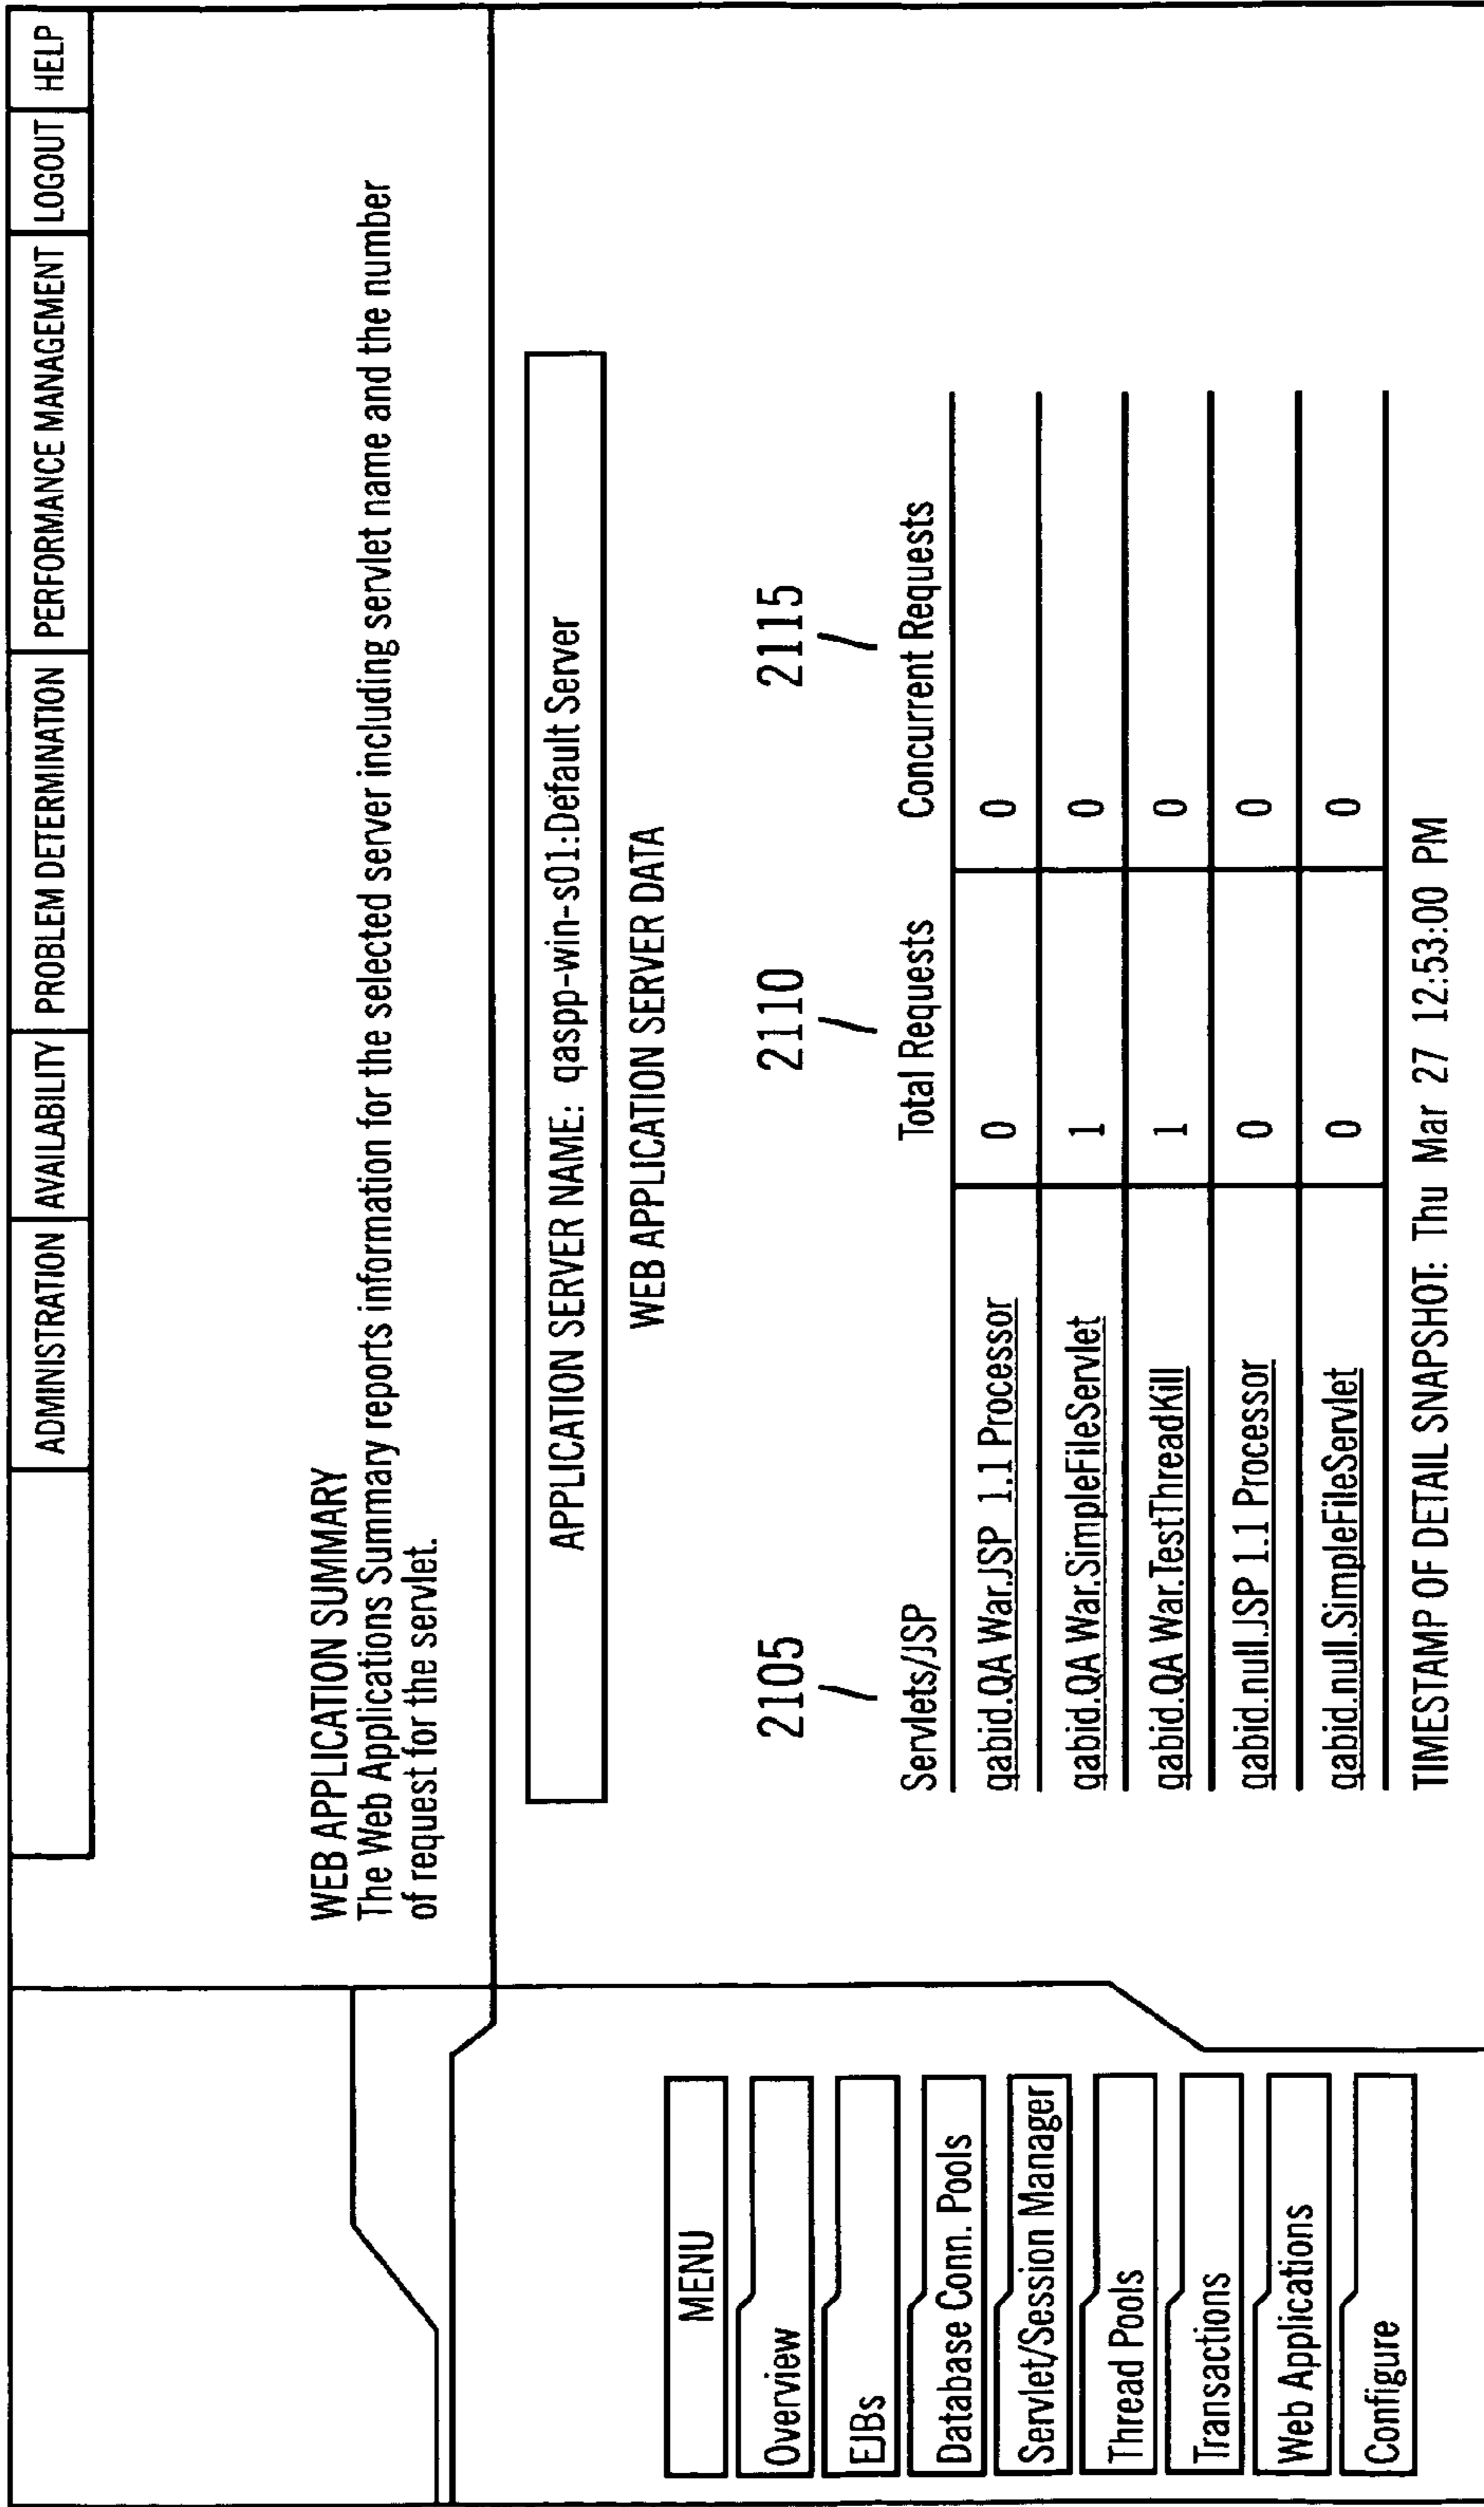 ADMINISTRATION AVAILABILITY PROBLEM DETERMINATION PERFORMANCE MANAGEMENT LOGOUT HELP
WEB APPLICATION SUMMARY
The Web Applications Summary reports information for the selected server including servlet name and the number
of request for the servlet.
MENU
Overview
EJBs
Database Conn. Pools
Servlet/Session Manager
Thread Pools
Transactions
Web Applications
Configure
APPLICATION SERVER NAME: qaspp-win-s01:Default Server
WEB APPLICATION SERVER DATA
2105 2110 2115
Servlets/JSP Total Requests Concurrent Requests
qabid.QA War.JSP 1.1 Processor 0 0
qabid.QA War.SimpleFileServlet 1 0
qabid.QA War.TestThreadKill 1 0
qabid.null.JSP 1.1 Processor 0 0
qabid.null.SimpleFileServlet 0 0
TIMESTAMP OF DETAIL SNAPSHOT: Thu Mar 27 12:53:00 PM